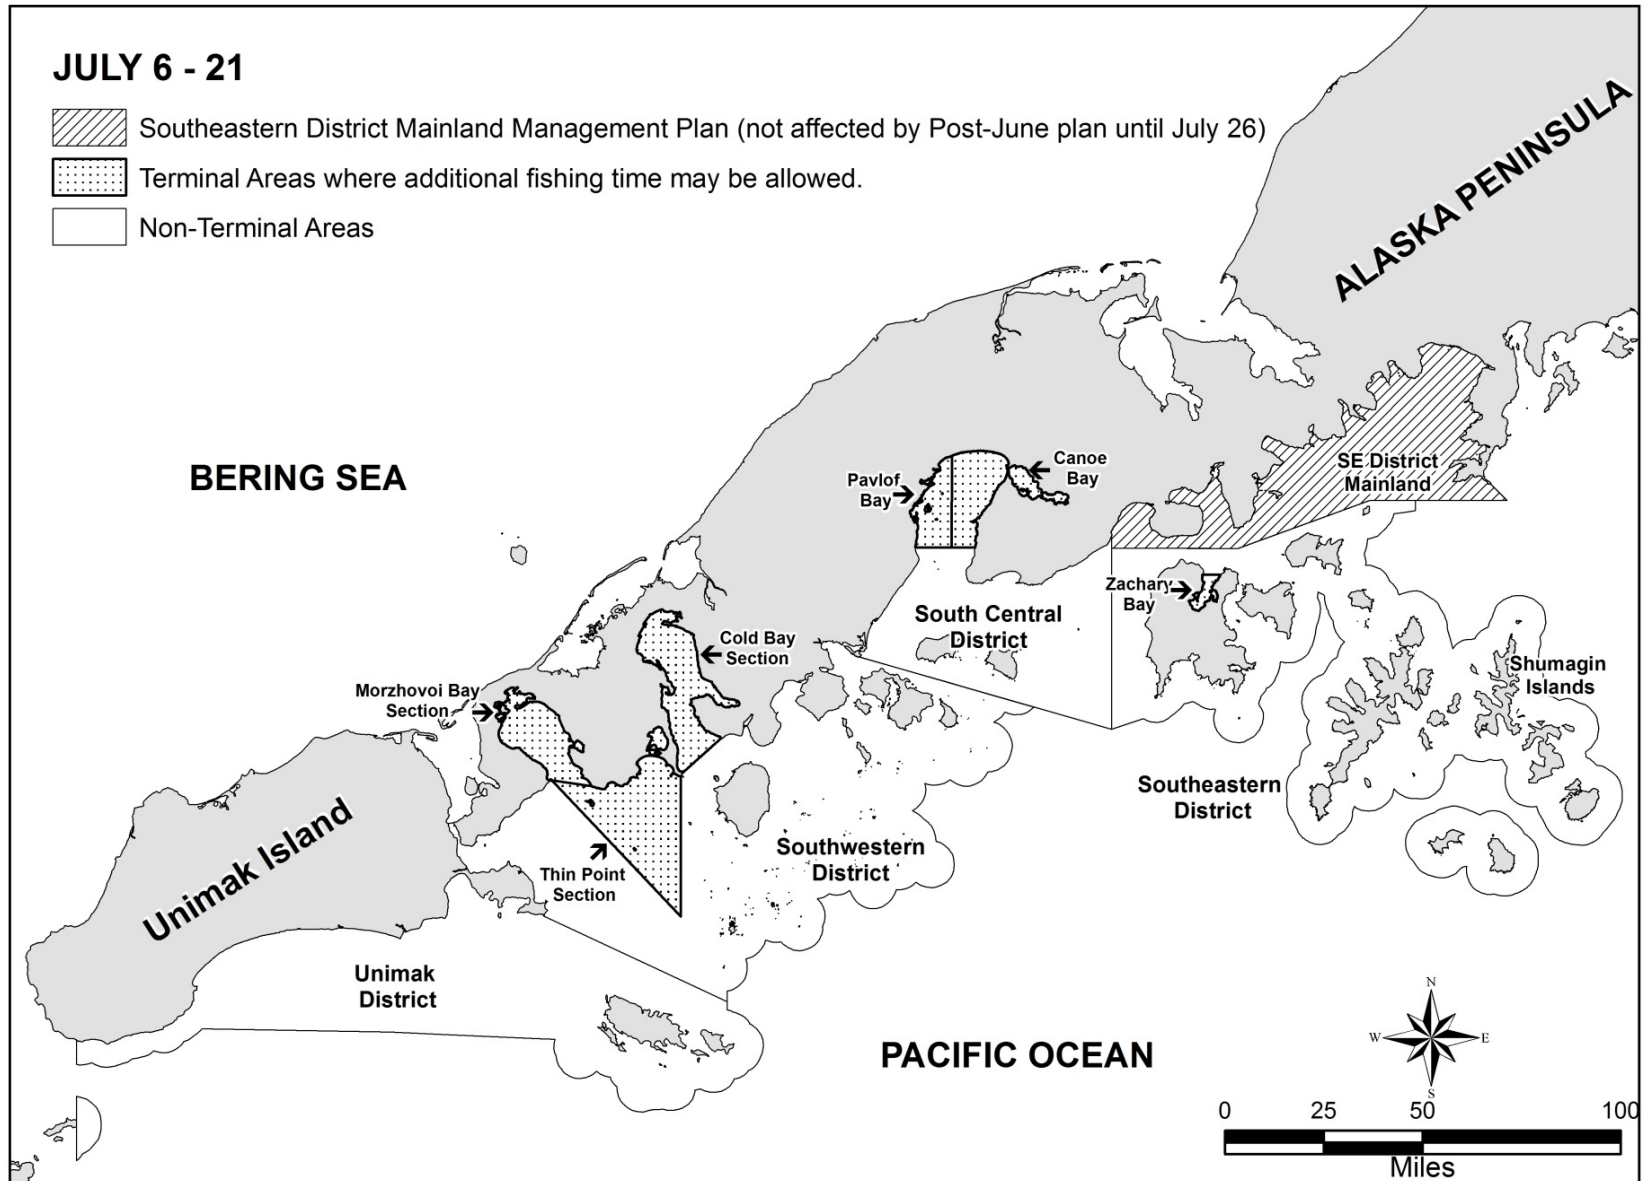 JULY 6 - 21
Southeastern District Mainland Management Plan (not affected by Post-June plan until July 26)
Terminal Areas where additional fishing time may be allowed.
Non-Terminal Areas
ALASKA PENINSULA
BERING SEA
Canoe
Bay
Pavlof
Bay
SE District
Mainland
Zachary
Bay
South Central
District
Cold Bay
Section
Shumagin
Islands
Morzhovoi Bay
Section
Southeastern
District
Unimak Island
Southwestern
District
Thin Point
Section
Unimak
District
PACIFIC OCEAN
N
W
E
S
0
25
50
100
Miles